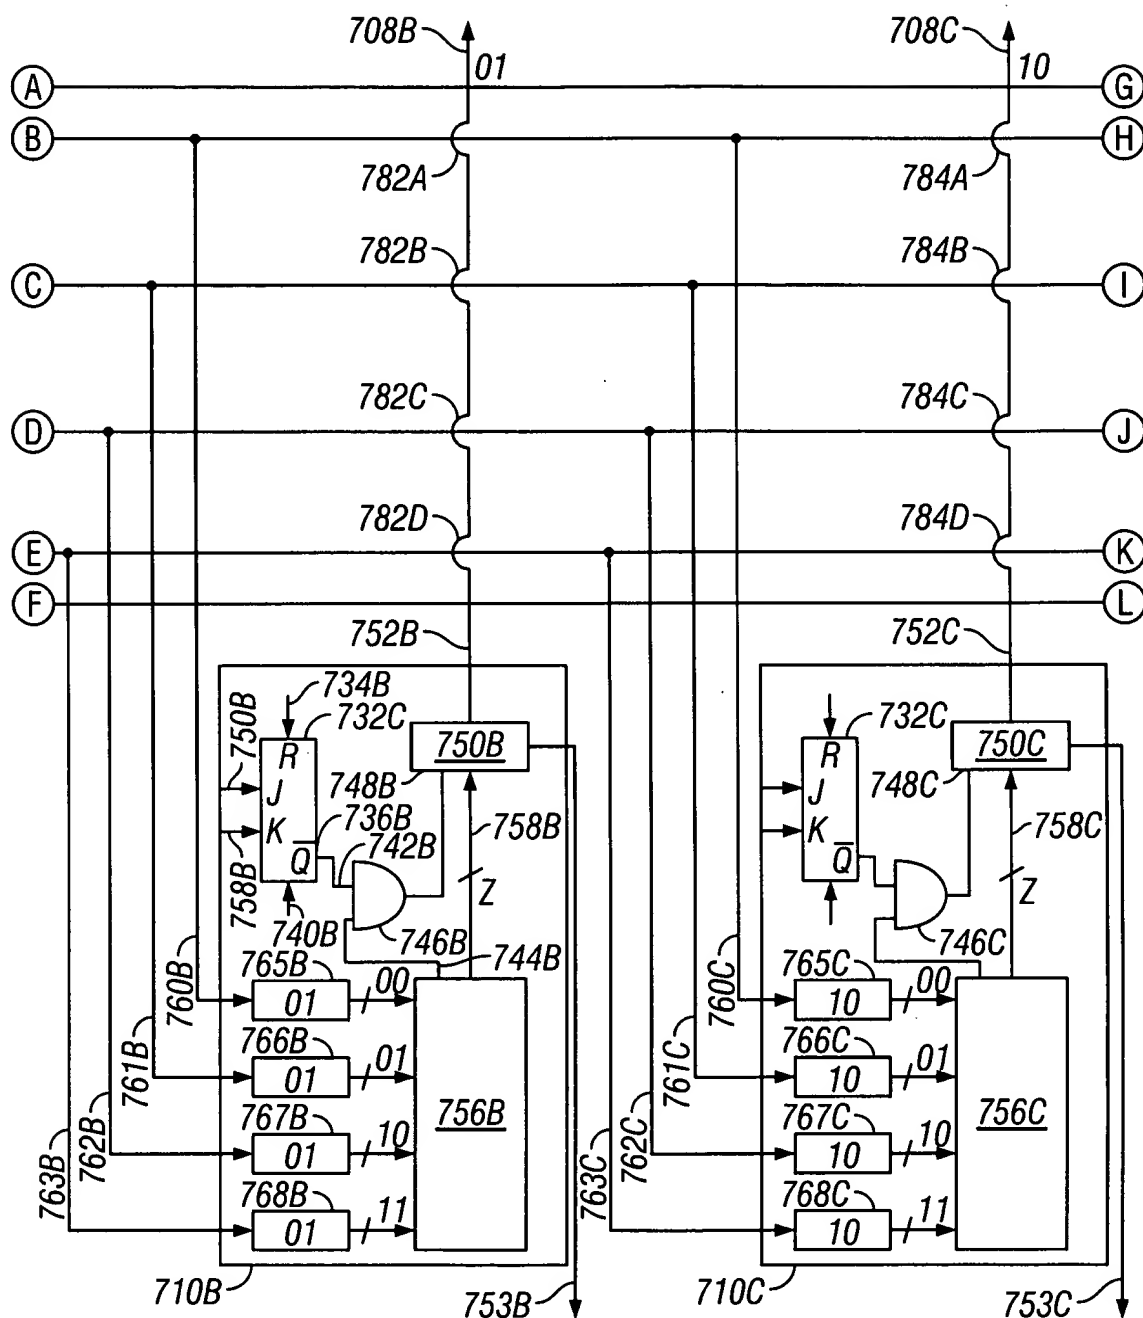 708B 708C
01 10
A G
B H
782A 784A
782B 784B
C I
782C 784C
D J
782D 784D
E K
F L
752B 752C
734B
732C 732C
750B
R 750B R 750C
J 748B J 748C
K 736B K
758B 742B 758B 758C
Q Z Q Z
740B 746B 744B 746C
760B 765B 00 760C 765C 00
01 10
761B 766B 01 761C 766C 01
01 756B 10 756C
762B 767B 10 762C 767C 10
01 10
763B 768B 11 763C 768C 11
01 10
710B 753B 710C 753C